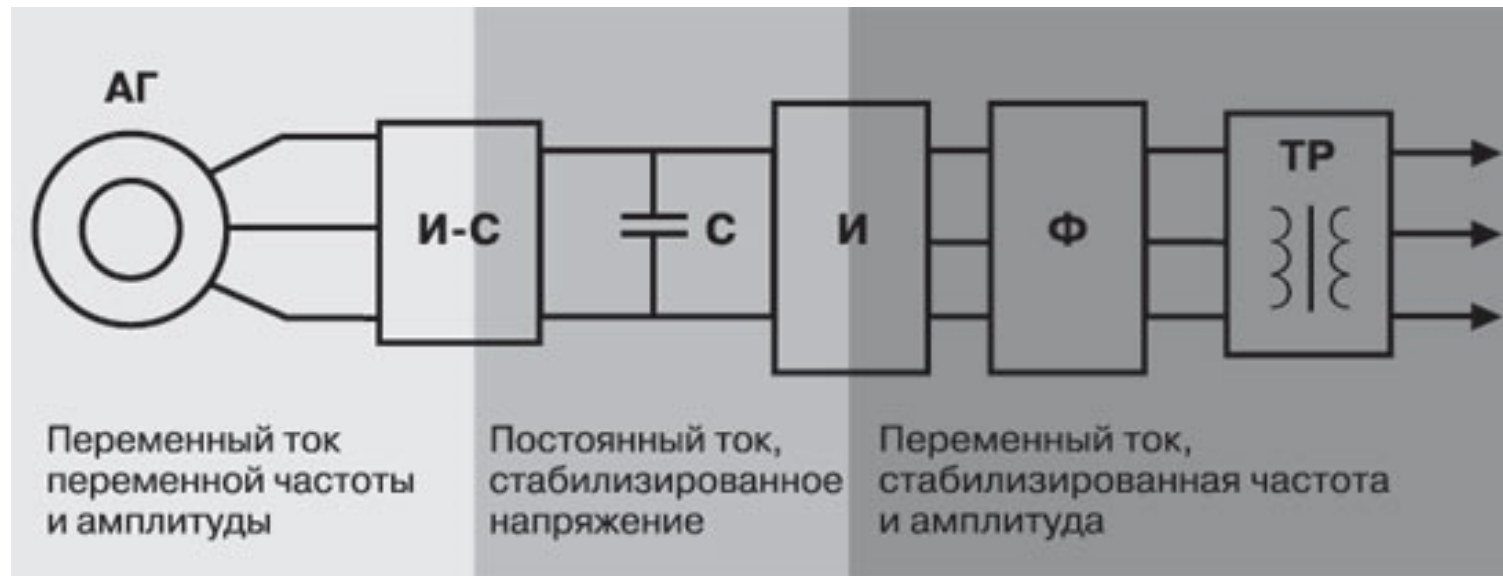 АГ
И-С
С
И
Ф
ТР
Переменный ток
переменной частоты
и амплитуды
Постоянный ток,
стабилизированное
напряжение
Переменный ток,
стабилизированная частота
и амплитуда